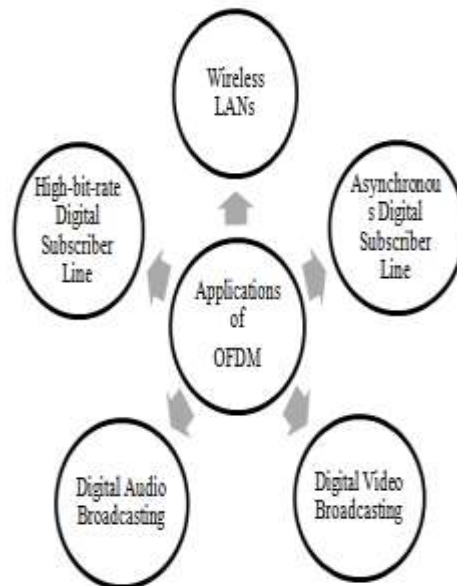 Wireless
LANs
High-bit-rate
Digital
Subscriber
Line
Asynchronou
s Digital
Subscriber
Line
Applications
of
OFDM
Digital Audio
Broadcasting
Digital Video
Broadcasting